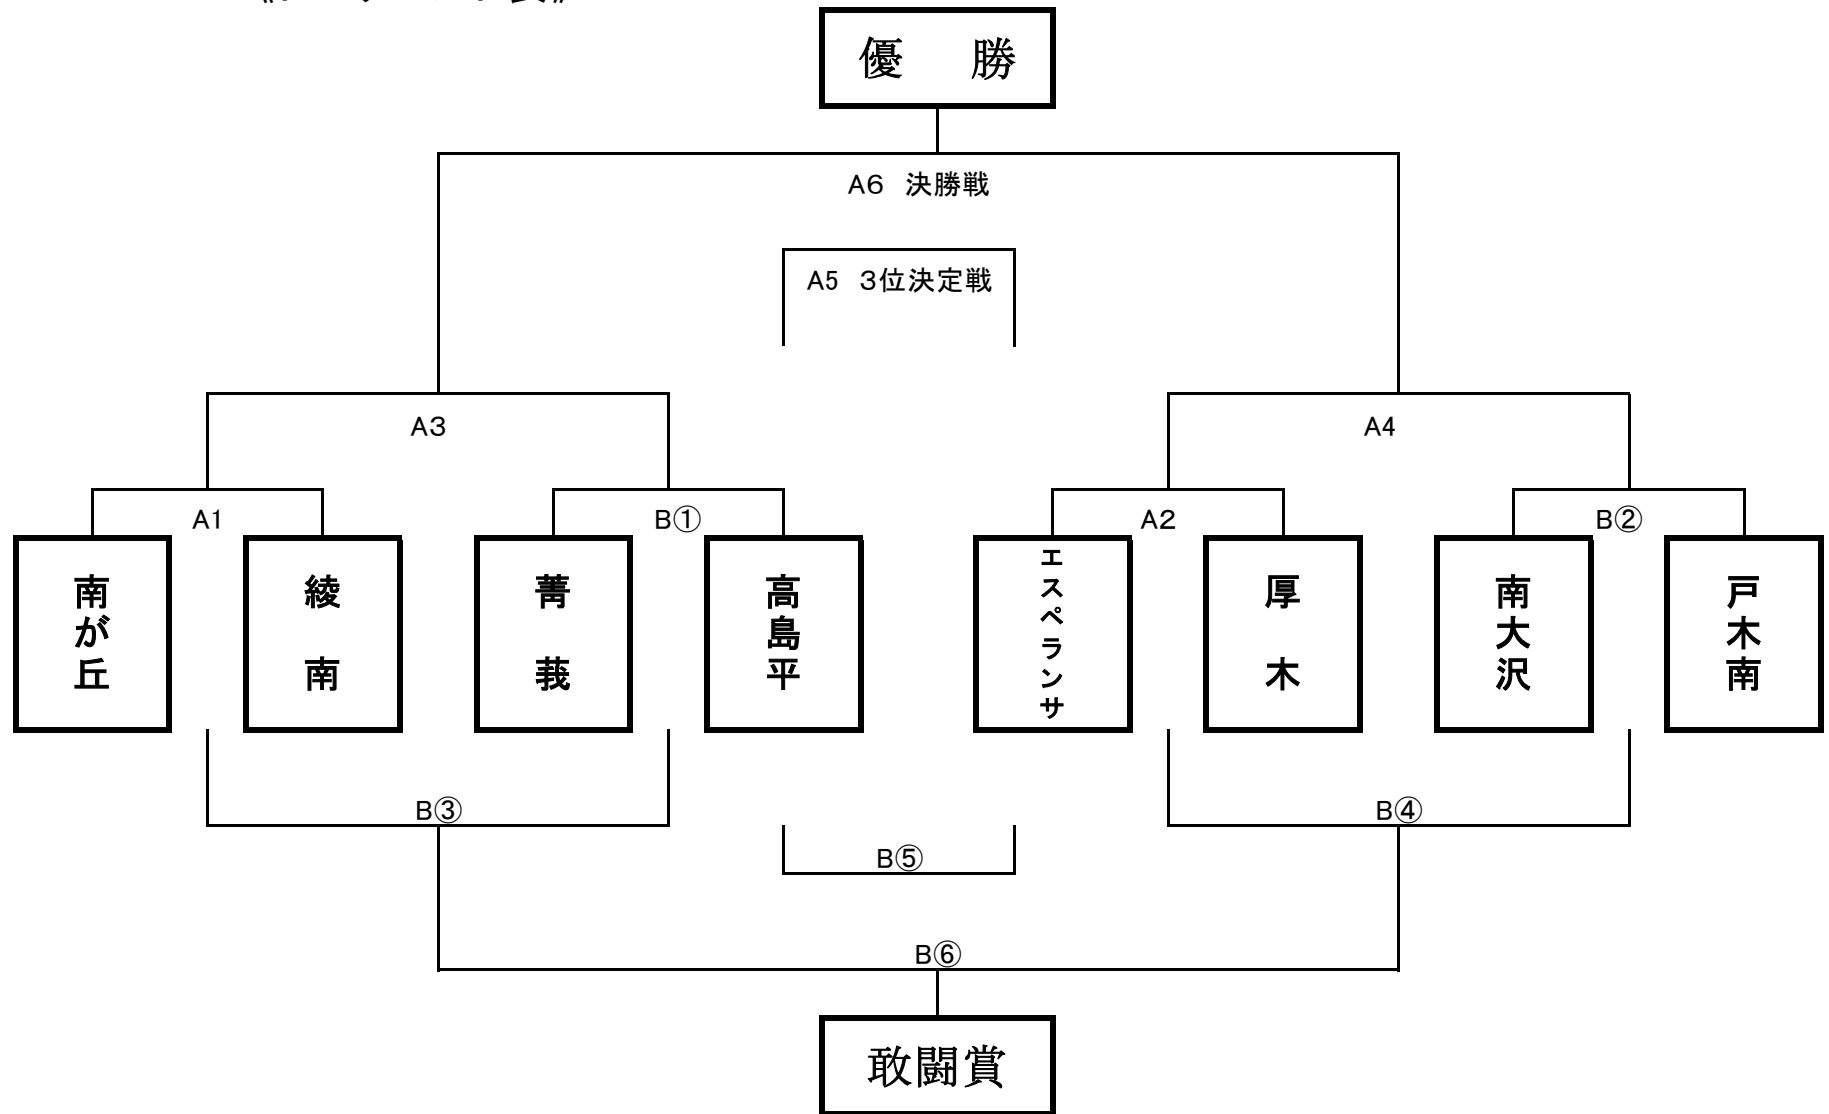 優　勝
A6　決勝戦
A5　3位決定戦
A3
A4
A1
B①
A2
B②
南が丘
綾南
菁莪
高島平
エスペランサ
厚木
南大沢
戸木南
B③
B④
B⑤
B⑥
敢闘賞